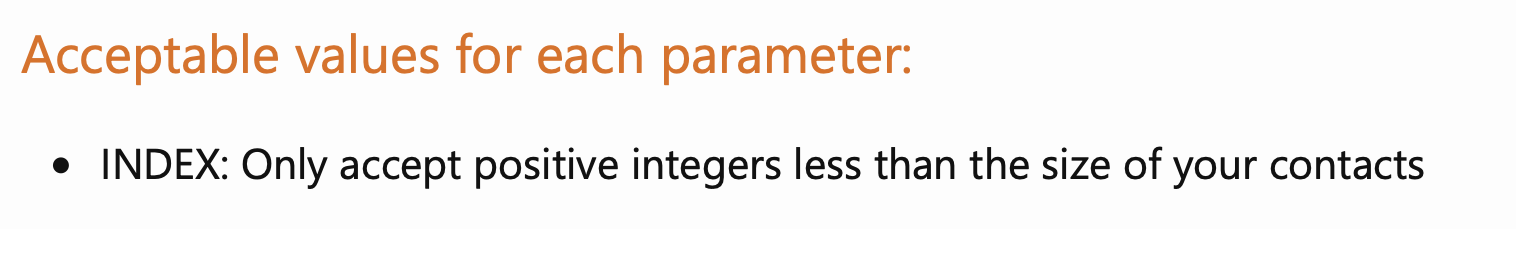 Acceptable values for each parameter:
• INDEX: Only accept positive integers less than the size of your contacts